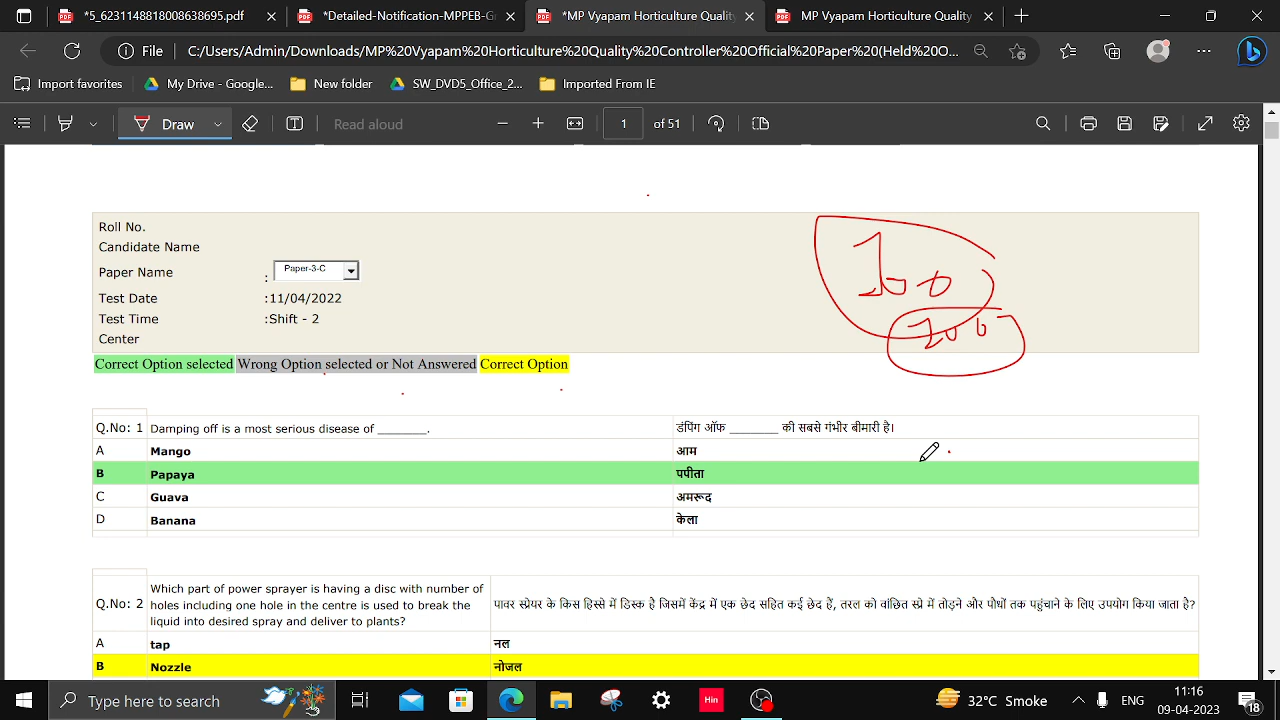 *5_6231148818008638695.pdf
*Detailed-Notification-MPPEB-G
*MP Vyapam Horticulture Quality
MP Vyapam Horticulture Quality
File C:/Users/Admin/Downloads/MP%20Vyapam%20Horticulture%20Quality%20Controller%20Official%20Paper%20(Held%20O...
Import favorites My Drive - Google... New folder SW_DVD5_Office_2... Imported From IE
Draw Read aloud 1 of 51
Roll No.
Candidate Name
Paper Name : Paper-3-C
Test Date :11/04/2022
Test Time :Shift - 2
Center
100
200
Correct Option selected Wrong Option selected or Not Answered Correct Option
Q.No: 1 Damping off is a most serious disease of ________. डंपिंग ऑफ ________ की सबसे गंभीर बीमारी है।
A Mango आम
B Papaya पपीता
C Guava अमरूद
D Banana केला
Q.No: 2 Which part of power sprayer is having a disc with number of
holes including one hole in the centre is used to break the
liquid into desired spray and deliver to plants?
पावर स्प्रेयर के किस हिस्से में डिस्क है जिसमें केंद्र में एक छेद सहित कई छेद हैं, तरल को वांछित स्प्रे में तोड़ने और पोधों तक पहुंचाने के लिए उपयोग किया जाता है?
A tap नल
B Nozzle नोजल
Type here to search Hin 32°C Smoke ENG 11:16
09-04-2023 18